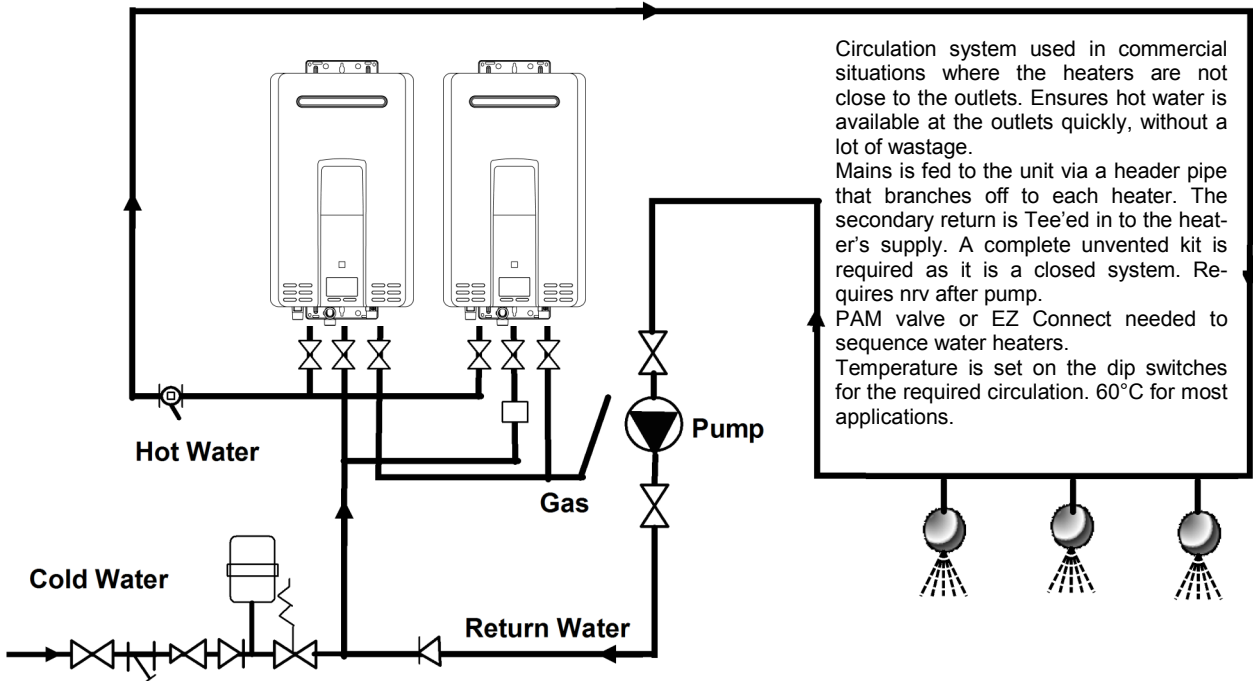 Circulation system used in commercial
situations where the heaters are not
close to the outlets. Ensures hot water is
available at the outlets quickly, without a
lot of wastage.
Mains is fed to the unit via a header pipe
that branches off to each heater. The
secondary return is Tee'ed in to the heat-
er's supply. A complete unvented kit is
required as it is a closed system. Re-
quires nrv after pump.
PAM valve or EZ Connect needed to
sequence water heaters.
Temperature is set on the dip switches
for the required circulation. 60°C for most
applications.
Pump
Hot Water
Gas
Cold Water
Return Water